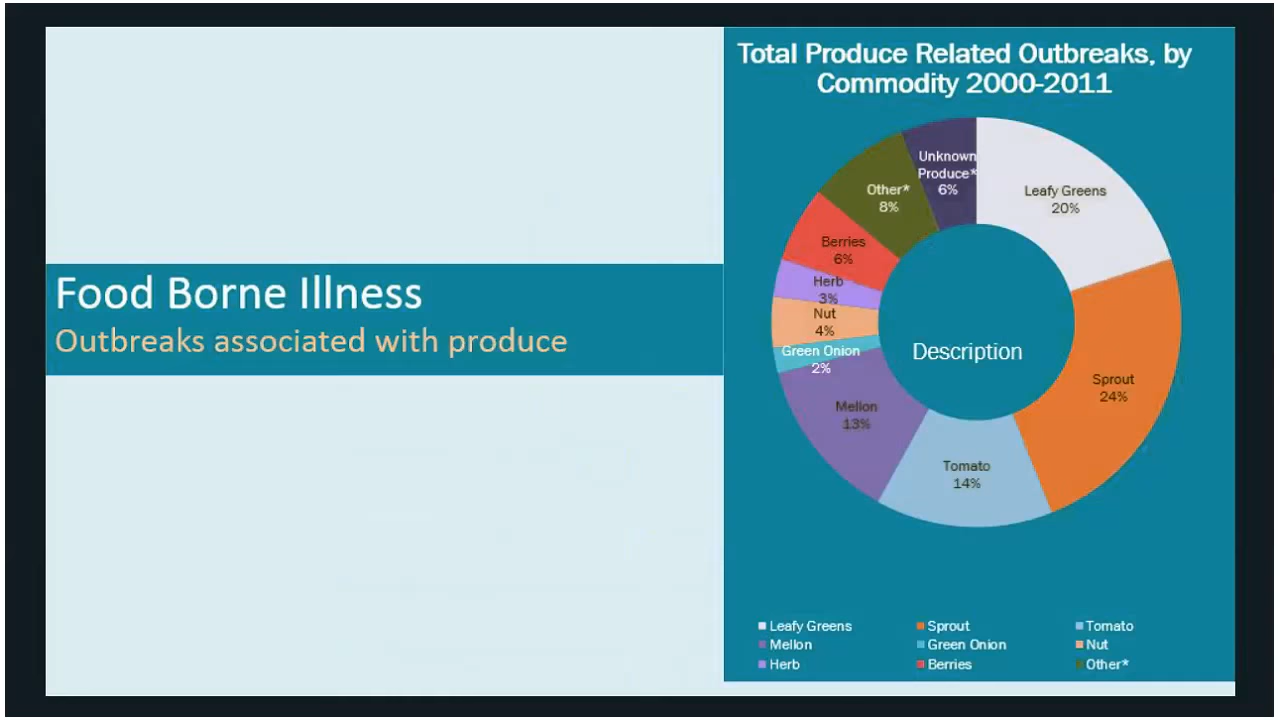 Food Borne Illness
Outbreaks associated with produce
Total Produce Related Outbreaks, by
Commodity 2000-2011
Unknown
Produce*
6%
Leafy Greens
20%
Other*
8%
Berries
6%
Herb
3%
Nut
4%
Green Onion
2%
Description
Sprout
24%
Mellon
13%
Tomato
14%
Leafy Greens Sprout Tomato
Mellon Green Onion Nut
Herb Berries Other*